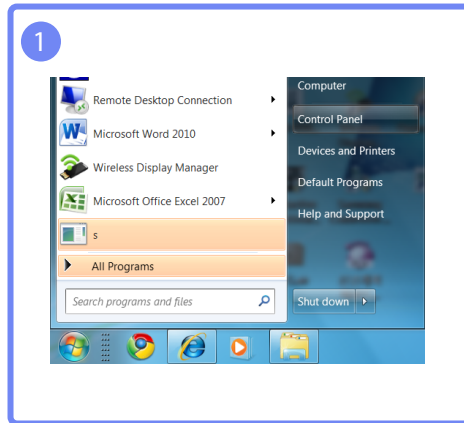 1
Remote Desktop Connection
Microsoft Word 2010
Wireless Display Manager
Microsoft Office Excel 2007
s
All Programs
Search programs and files
Computer
Control Panel
Devices and Printers
Default Programs
Help and Support
Shut down